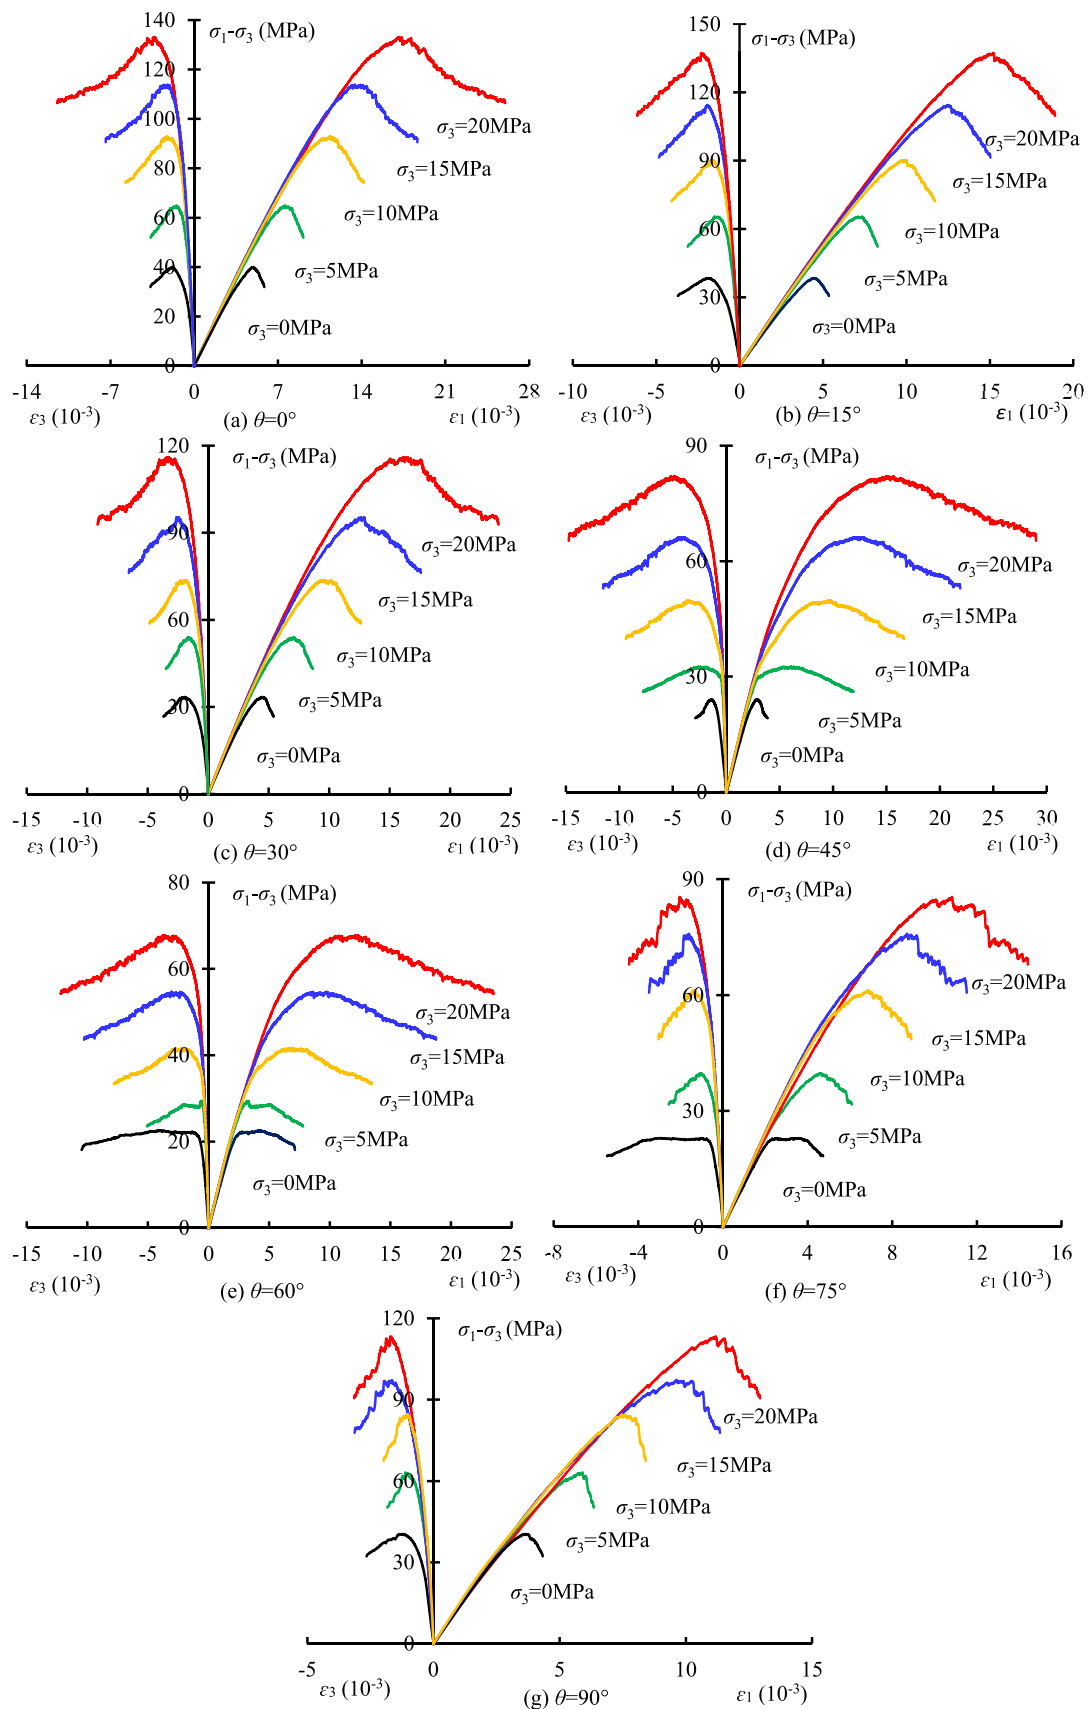 140
120
100
80
60
40
20
0
σ₁-σ₃ (MPa)
σ₃=20MPa
σ₃=15MPa
σ₃=10MPa
σ₃=5MPa
σ₃=0MPa
-14 -7 0 7 14 21 28
ε₃ (10⁻³) (a) θ=0° ε₁ (10⁻³)
150
120
90
60
30
0
σ₁-σ₃ (MPa)
σ₃=20MPa
σ₃=15MPa
σ₃=10MPa
σ₃=5MPa
σ₃=0MPa
-10 -5 0 5 10 15 20
ε₃ (10⁻³) (b) θ=15° ε₁ (10⁻³)
120
90
60
30
0
σ₁-σ₃ (MPa)
σ₃=20MPa
σ₃=15MPa
σ₃=10MPa
σ₃=5MPa
σ₃=0MPa
-15 -10 -5 0 5 10 15 20 25
ε₃ (10⁻³) (c) θ=30° ε₁ (10⁻³)
90
60
30
0
σ₁-σ₃ (MPa)
σ₃=20MPa
σ₃=15MPa
σ₃=10MPa
σ₃=5MPa
σ₃=0MPa
-15 -10 -5 0 5 10 15 20 25 30
ε₃ (10⁻³) (d) θ=45° ε₁ (10⁻³)
80
60
40
20
0
σ₁-σ₃ (MPa)
σ₃=20MPa
σ₃=15MPa
σ₃=10MPa
σ₃=5MPa
σ₃=0MPa
-15 -10 -5 0 5 10 15 20 25
ε₃ (10⁻³) (e) θ=60° ε₁ (10⁻³)
90
60
30
0
σ₁-σ₃ (MPa)
σ₃=20MPa
σ₃=15MPa
σ₃=10MPa
σ₃=5MPa
σ₃=0MPa
-8 -4 0 4 8 12 16
ε₃ (10⁻³) (f) θ=75° ε₁ (10⁻³)
120
90
60
30
0
σ₁-σ₃ (MPa)
σ₃=20MPa
σ₃=15MPa
σ₃=10MPa
σ₃=5MPa
σ₃=0MPa
-5 0 5 10 15
ε₃ (10⁻³) (g) θ=90° ε₁ (10⁻³)